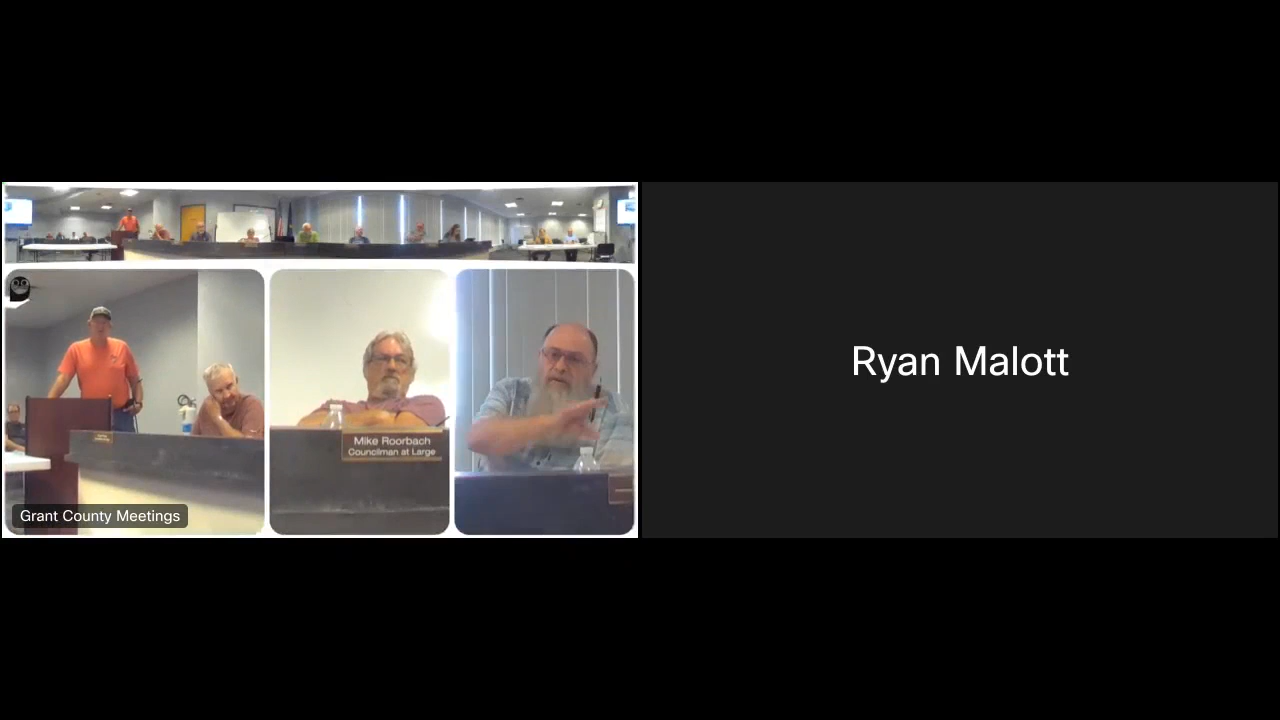 Mike Roorbach
Councilman at Large
Grant County Meetings
Ryan Malott